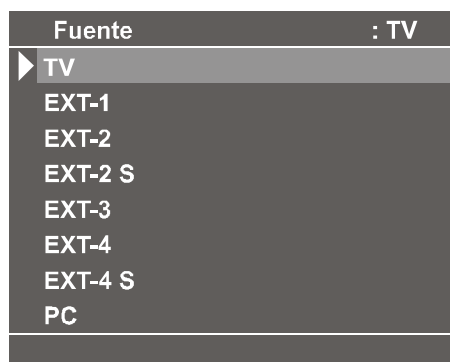 Fuente : TV
TV
EXT-1
EXT-2
EXT-2 S
EXT-3
EXT-4
EXT-4 S
PC